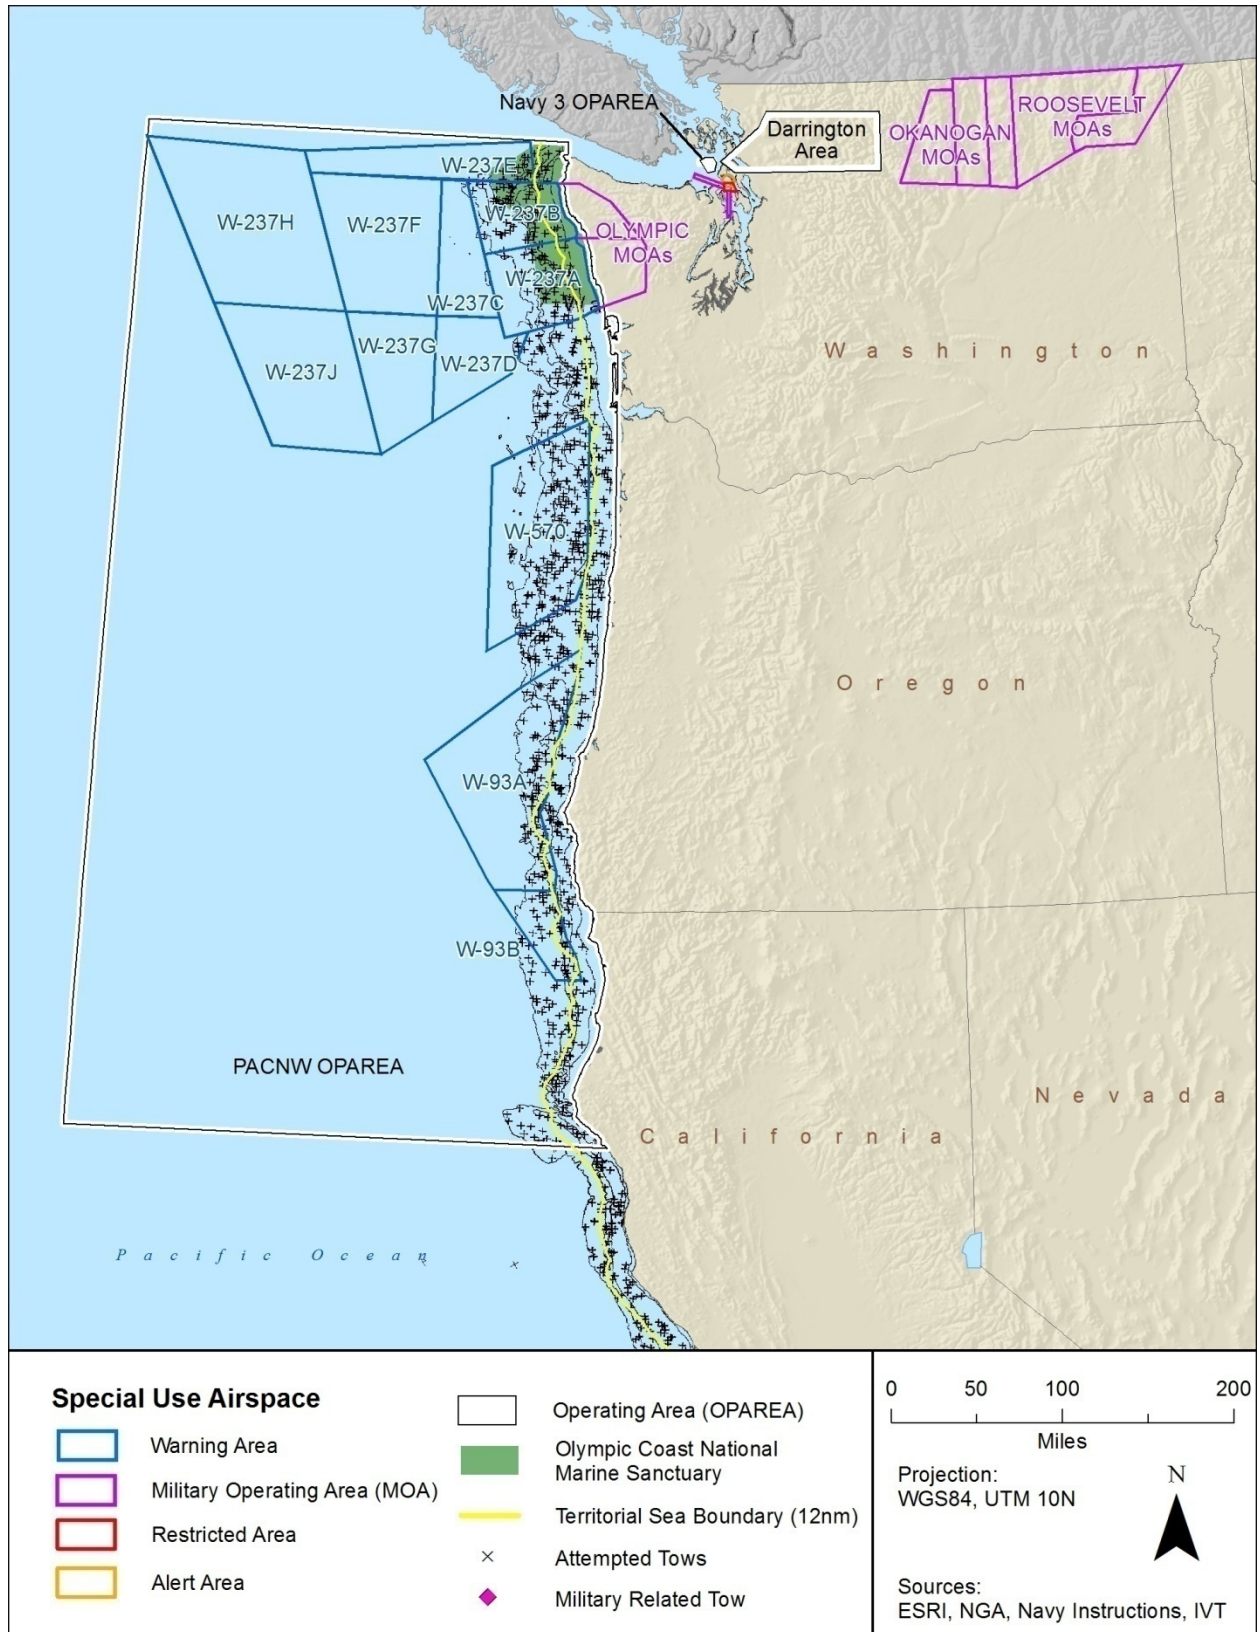 Navy 3 OPAREA
Darrington
Area
ROOSEVELT
MOAs
OKANOGAN
MOAs
W-237E
W-237H
W-237F
W-237B
OLYMPIC
MOAs
W-237A
W-237C
W-237G
W-237J
W-237D
Washington
W-570
Oregon
W-93A
W-93B
PACNW OPAREA
Nevada
California
Pacific Ocean
Special Use Airspace
Warning Area
Military Operating Area (MOA)
Restricted Area
Alert Area
Operating Area (OPAREA)
Olympic Coast National
Marine Sanctuary
Territorial Sea Boundary (12nm)
Attempted Tows
Military Related Tow
0 50 100 200
Miles
Projection:
WGS84, UTM 10N
N
Sources:
ESRI, NGA, Navy Instructions, IVT